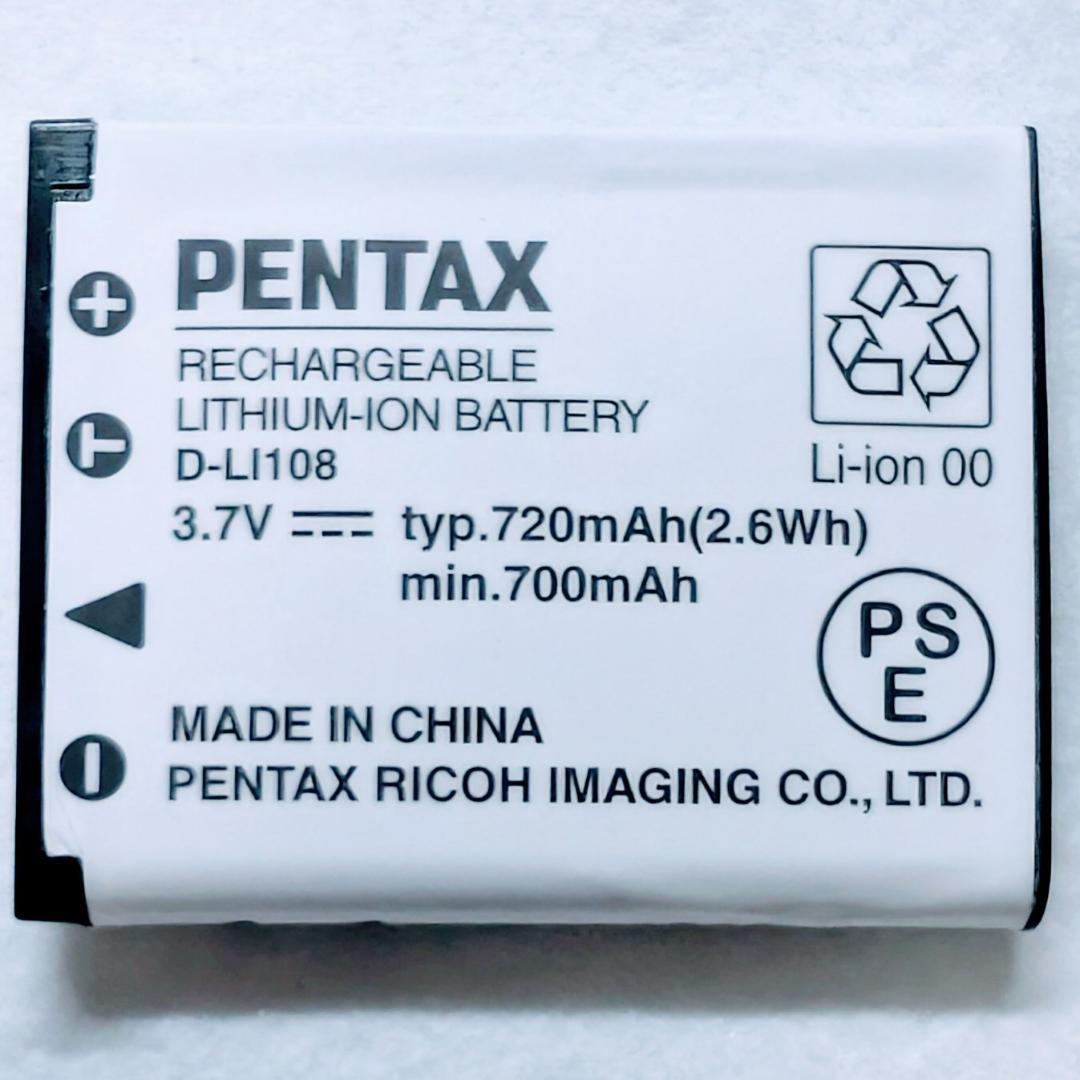 PENTAX
RECHARGEABLE
LITHIUM-ION BATTERY
D-LI108
3.7V ⎓ typ.720mAh(2.6Wh)
min.700mAh
Li-ion 00
PS
E
+
T
−
MADE IN CHINA
PENTAX RICOH IMAGING CO., LTD.